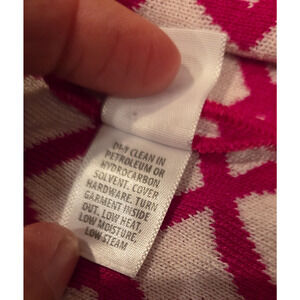 DRY CLEAN IN
PETROLEUM OR
HYDROCARBON
SOLVENT. COVER
HARDWARE. TURN
GARMENT INSIDE
OUT. LOW HEAT,
LOW MOISTURE,
LOW STEAM